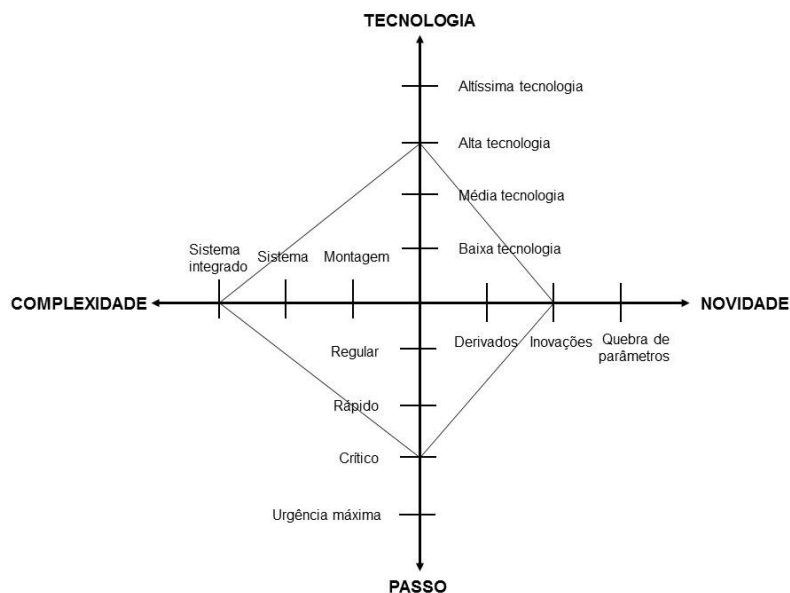 TECNOLOGIA
Altíssima tecnologia
Alta tecnologia
Média tecnologia
Baixa tecnologia
Sistema
integrado
Sistema
Montagem
COMPLEXIDADE
NOVIDADE
Derivados
Inovações
Quebra de
parâmetros
Regular
Rápido
Crítico
Urgência máxima
PASSO